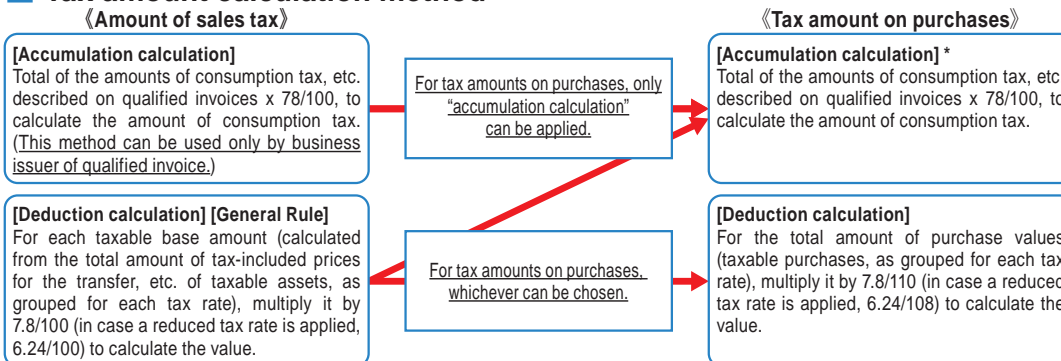 Tax amount calculation method
《Amount of sales tax》
[Accumulation calculation]
Total of the amounts of consumption tax, etc.
described on qualified invoices x 78/100, to
calculate the amount of consumption tax.
(This method can be used only by business
issuer of qualified invoice.)
[Deduction calculation] [General Rule]
For each taxable base amount (calculated
from the total amount of tax-included prices
for the transfer, etc. of taxable assets, as
grouped for each tax rate), multiply it by
7.8/100 (in case a reduced tax rate is applied,
6.24/100) to calculate the value.
For tax amounts on purchases, only
“accumulation calculation”
can be applied.
For tax amounts on purchases,
whichever can be chosen.
《Tax amount on purchases》
[Accumulation calculation] *
Total of the amounts of consumption tax, etc
described on qualified invoices x 78/100, to
calculate the amount of consumption tax.
[Deduction calculation]
For the total amount of purchase values
(taxable purchases, as grouped for each tax
rate), multiply it by 7.8/110 (in case a reduced
tax rate is applied, 6.24/108) to calculate the
value.